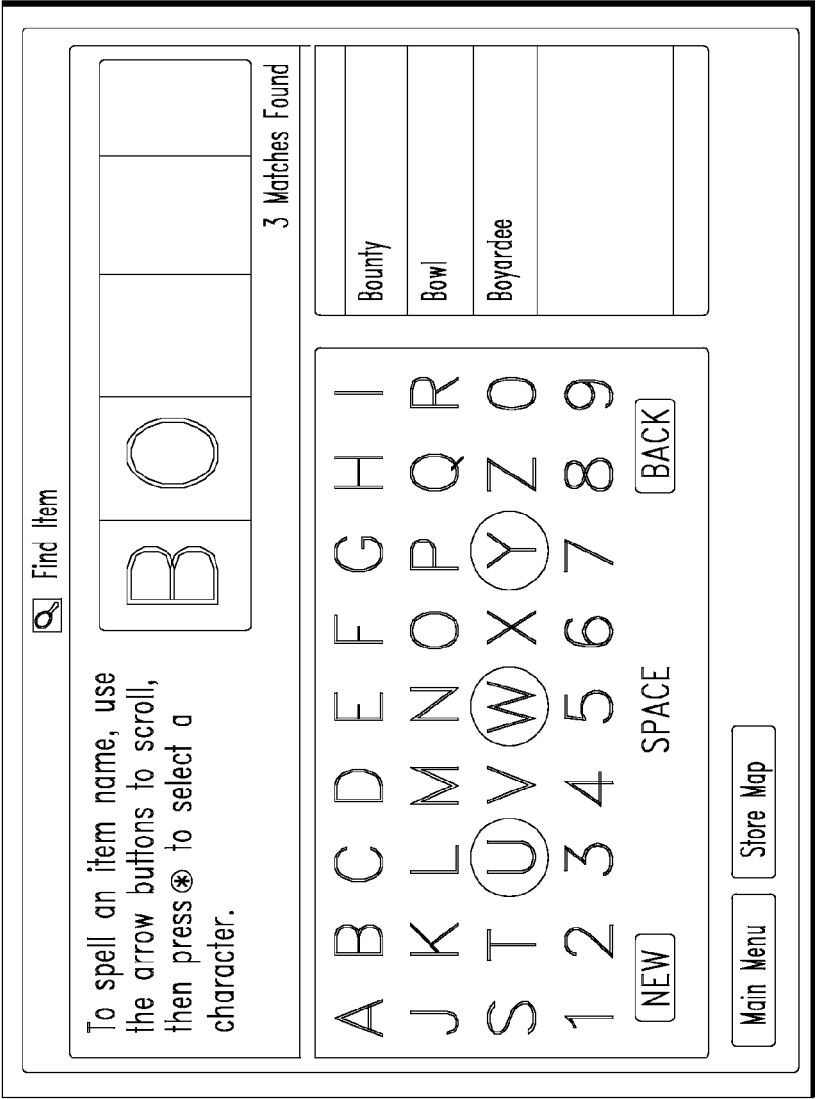 Find Item
To spell an item name, use
the arrow buttons to scroll,
then press ⊛ to select a
character.
B O
3 Matches Found
A B C D E F G H I
J K L M N O P Q R
S T U V W X Y Z 0
1 2 3 4 5 6 7 8 9
NEW SPACE BACK
Bounty
Bowl
Boyardee
Main Menu Store Map